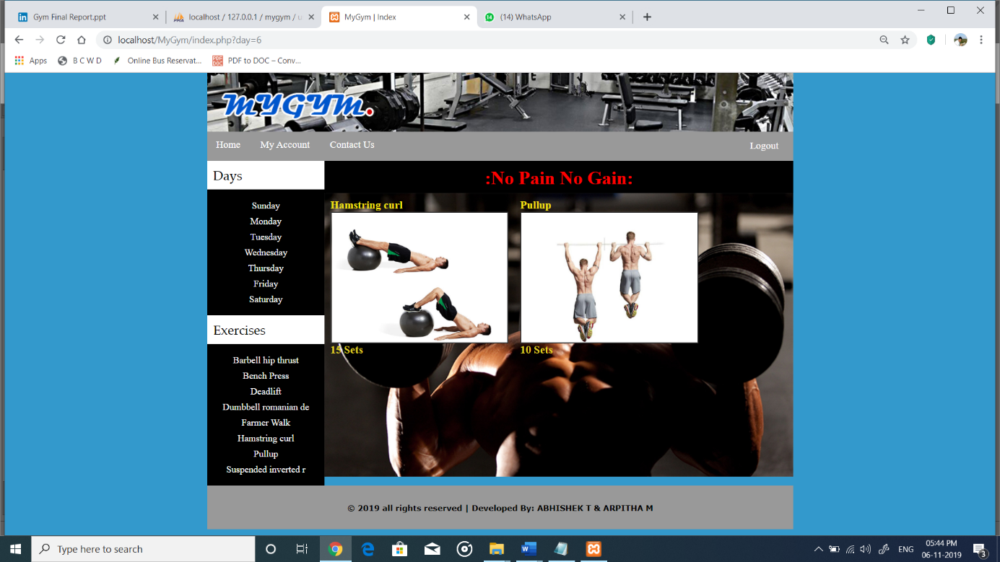 Gym Final Report.ppt
localhost / 127.0.0.1 / mygym / u
MyGym | Index
(14) WhatsApp
localhost/MyGym/index.php?day=6
Apps
B C W D
Online Bus Reservat...
PDF to DOC – Conv...
MYGYM.
Home My Account Contact Us Logout
Days
Sunday
Monday
Tuesday
Wednesday
Thursday
Friday
Saturday
Exercises
Barbell hip thrust
Bench Press
Deadlift
Dumbbell romanian de
Farmer Walk
Hamstring curl
Pullup
Suspended inverted r
:No Pain No Gain:
Hamstring curl
15 Sets
Pullup
10 Sets
© 2019 all rights reserved | Developed By: ABHISHEK T & ARPITHA M
Type here to search
ENG
05:44 PM
06-11-2019
3